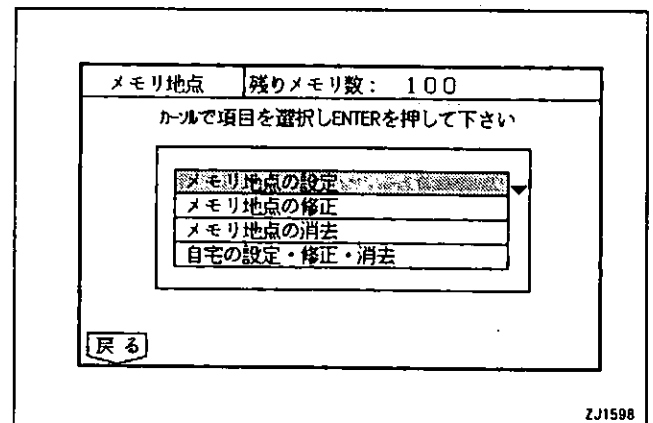 メモリ地点 残りメモリ数： 100
ｶｰｿﾙで項目を選択しENTERを押して下さい
メモリ地点の設定
メモリ地点の修正
メモリ地点の消去
自宅の設定・修正・消去
戻る
ZJ1598